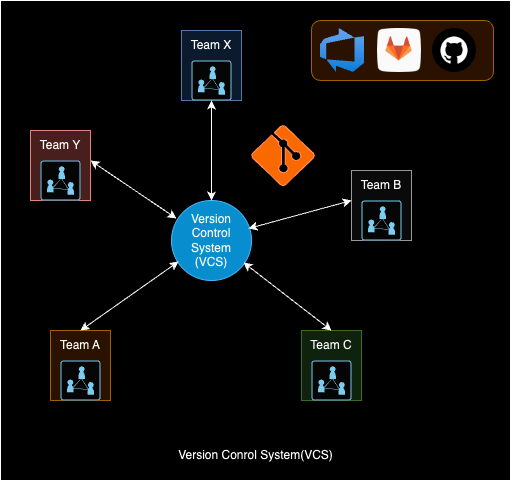 Team X
Team Y
Team B
Version
Control
System
(VCS)
Team A
Team C
Version Conrol System(VCS)